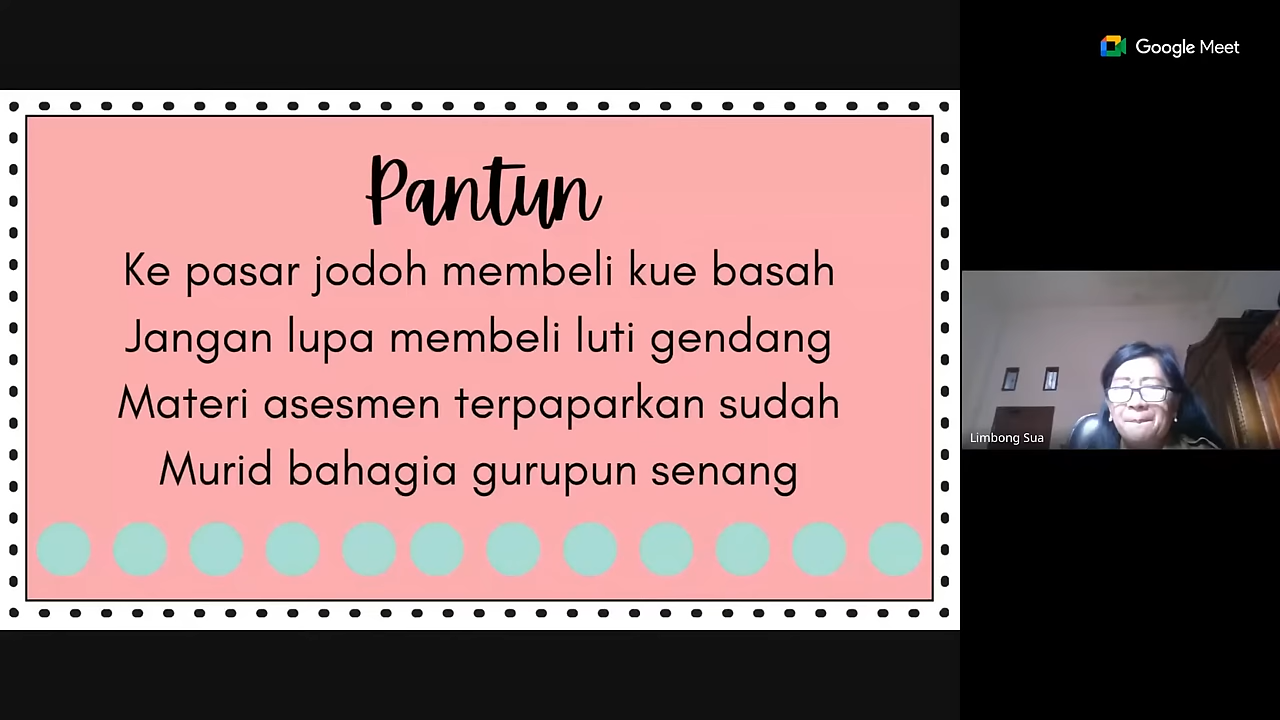 Google Meet
Pantun
Ke pasar jodoh membeli kue basah
Jangan lupa membeli luti gendang
Materi asesmen terpaparkan sudah
Murid bahagia gurupun senang
Limbong Sua